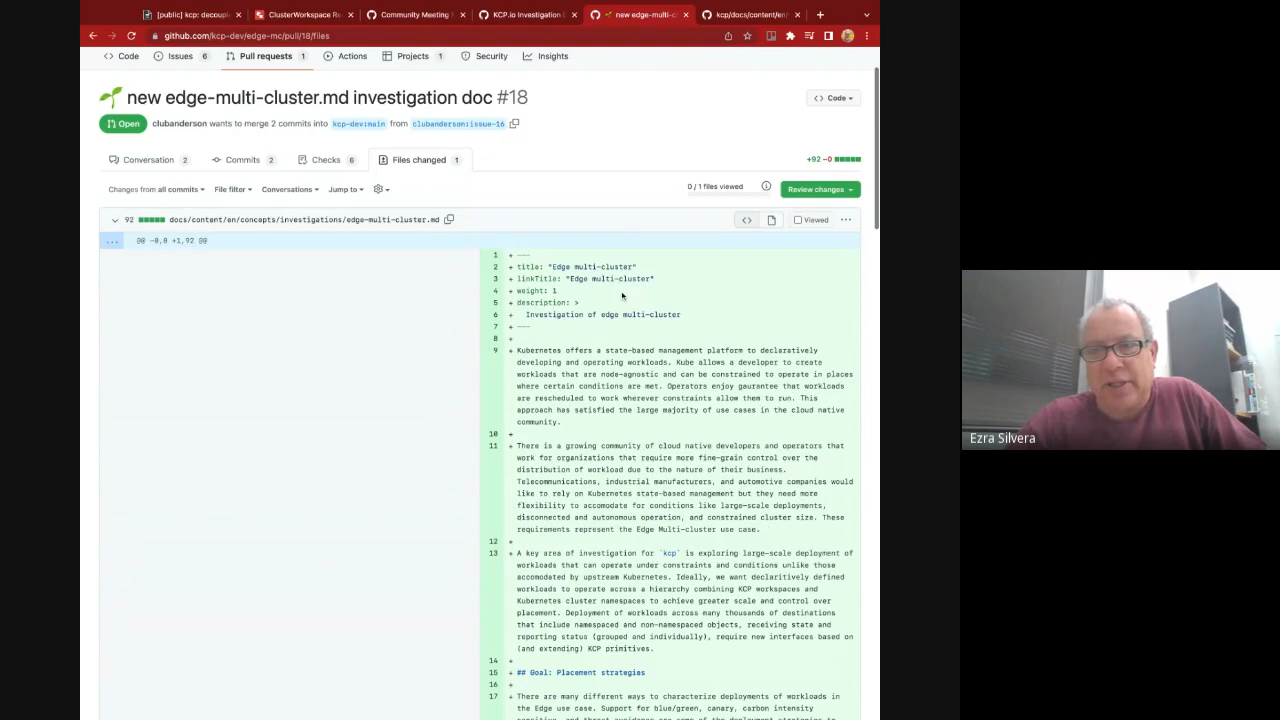 [public] kcp: decoupl
ClusterWorkspace Re
Community Meeting
KCP.io Investigation
new edge-multi-cl
kcp/docs/content/en/
github.com/kcp-dev/edge-mc/pull/18/files
Code
Issues 6
Pull requests 1
Actions
Projects 1
Security
Insights
new edge-multi-cluster.md investigation doc #18
Code
Open
clubanderson wants to merge 2 commits into kcp-dev:main from clubanderson:issue-16
Conversation 2
Commits 2
Checks 6
Files changed 1
+92 −0
Changes from all commits
File filter
Conversations
Jump to
0 / 1 files viewed
Review changes
92
docs/content/en/concepts/investigations/edge-multi-cluster.md
Viewed
...
@@ -0,0 +1,92 @@
1 + ---
2 + title: "Edge multi-cluster"
3 + linkTitle: "Edge multi-cluster"
4 + weight: 1
5 + description: >
6 + Investigation of edge multi-cluster
7 + ---
8 +
9 + Kubernetes offers a state-based management platform to declaratively
developing and operating workloads. Kube allows a developer to create
workloads that are node-agnostic and can be constrained to operate in places
where certain conditions are met. Operators enjoy gaurantee that workloads
are rescheduled to work wherever constraints allow them to run. This
approach has satisfied the large majority of use cases in the cloud native
community.
10 +
11 + There is a growing community of cloud native developers and operators that
work for organizations that require more fine-grain control over the
distribution of workload due to the nature of their business.
Telecommunications, industrial manufacturers, and automotive companies would
like to rely on Kubernetes state-based management but they need more
flexibility to accomodate for conditions like large-scale deployments,
disconnected and autonomous operation, and constrained cluster size. These
requirements represent the Edge Multi-cluster use case.
12 +
13 + A key area of investigation for `kcp` is exploring large-scale deployment of
workloads that can operate under constraints and conditions unlike those
accomodated by upstream Kubernetes. Ideally, we want declaritively defined
workloads to operate across a hierarchy combining KCP workspaces and
Kubernetes cluster namespaces to achieve greater scale and control over
placement. Deployment of workloads across many thousands of destinations
that include namespaced and non-namespaced objects, receiving state and
reporting status (grouped and individually), require new interfaces based on
(and extending) KCP primitives.
14 +
15 + ## Goal: Placement strategies
16 +
17 + There are many different ways to characterize deployments of workloads in
the Edge use case. Support for blue/green, canary, carbon intensity
Ezra Silvera